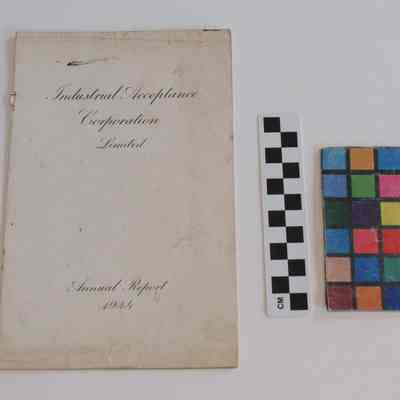 Industrial Acceptance
Corporation
Limited
Annual Report
1944
CM